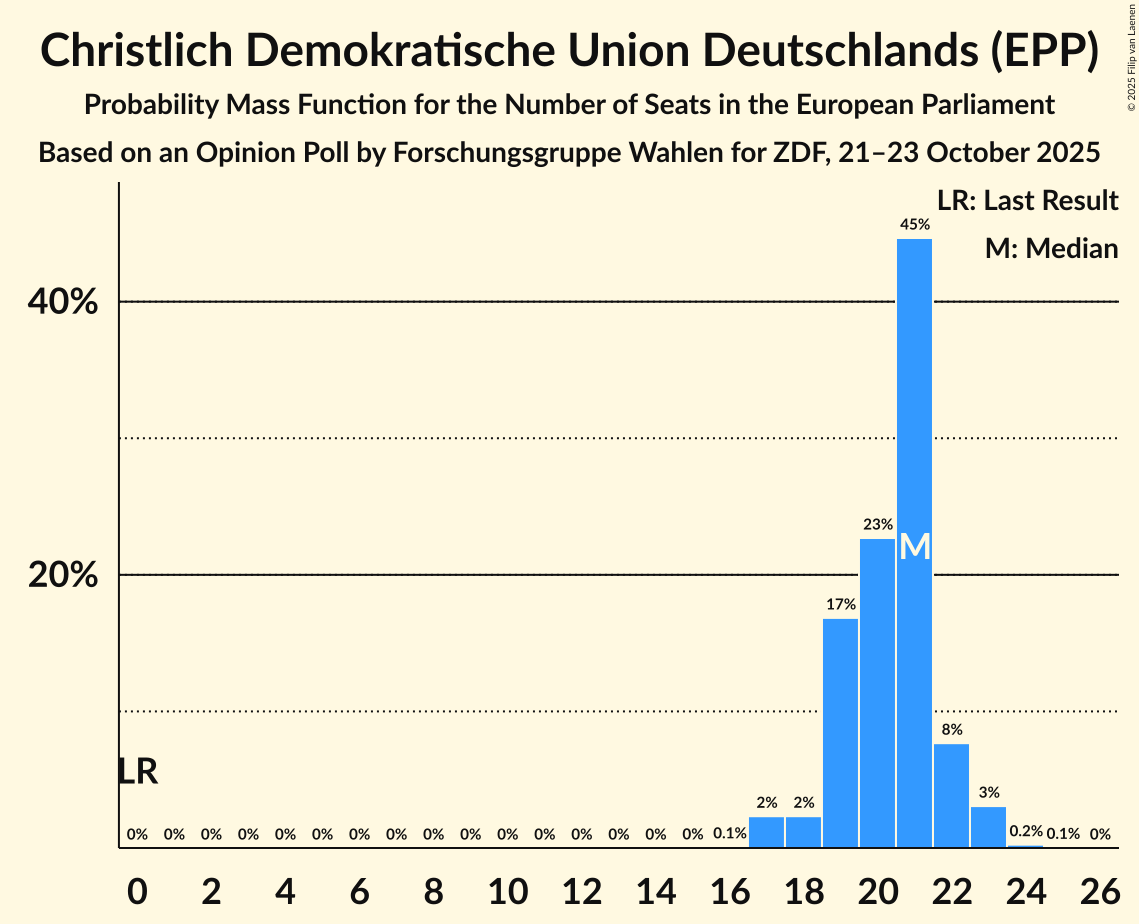 Christlich Demokratische Union Deutschlands (EPP)
Probability Mass Function for the Number of Seats in the European Parliament
Based on an Opinion Poll by Forschungsgruppe Wahlen for ZDF, 21–23 October 2025
© 2025 Filip van Laenen
LR: Last Result
M: Median
45%
40%
23%
M
20%
17%
8%
LR
3%
2% 2%
0% 0% 0% 0% 0% 0% 0% 0% 0% 0% 0% 0% 0% 0% 0% 0% 0.1% 0.2% 0.1% 0%
0 2 4 6 8 10 12 14 16 18 20 22 24 26